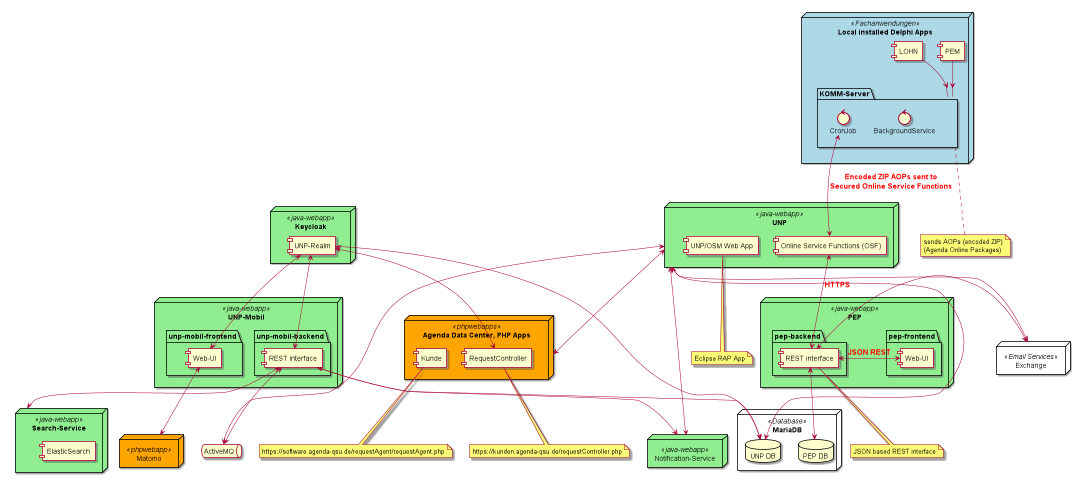 «Fachanwendungen»
Local installed Delphi Apps
LOHN
PEM
KOMM-Server
CronJob
BackgroundService
Encoded ZIP AOPs sent to
Secured Online Service Functions
sends AOPs (encoded ZIP)
(Agenda Online Packages)
«java-webapp»
Keycloak
UNP-Realm
«java-webapp»
UNP
UNP/OSM Web App
Online Service Functions (OSF)
HTTPS
«java-webapp»
UNP-Mobil
unp-mobil-frontend
Web-UI
unp-mobil-backend
REST interface
«phpwebapps»
Agenda Data Center, PHP Apps
Kunde
RequestController
Eclipse RAP App
«java-webapp»
PEP
pep-backend
REST interface
JSON REST
pep-frontend
Web-UI
«Email Services»
Exchange
«java-webapp»
Search-Service
ElasticSearch
«phpwebapp»
Matomo
ActiveMQ
https://software.agenda-qsu.de/requestAgent/requestAgent.php
https://kunden.agenda-qsu.de/requestController.php
«java-webapp»
Notification-Service
«Database»
MariaDB
UNP DB
PEP DB
JSON based REST interface